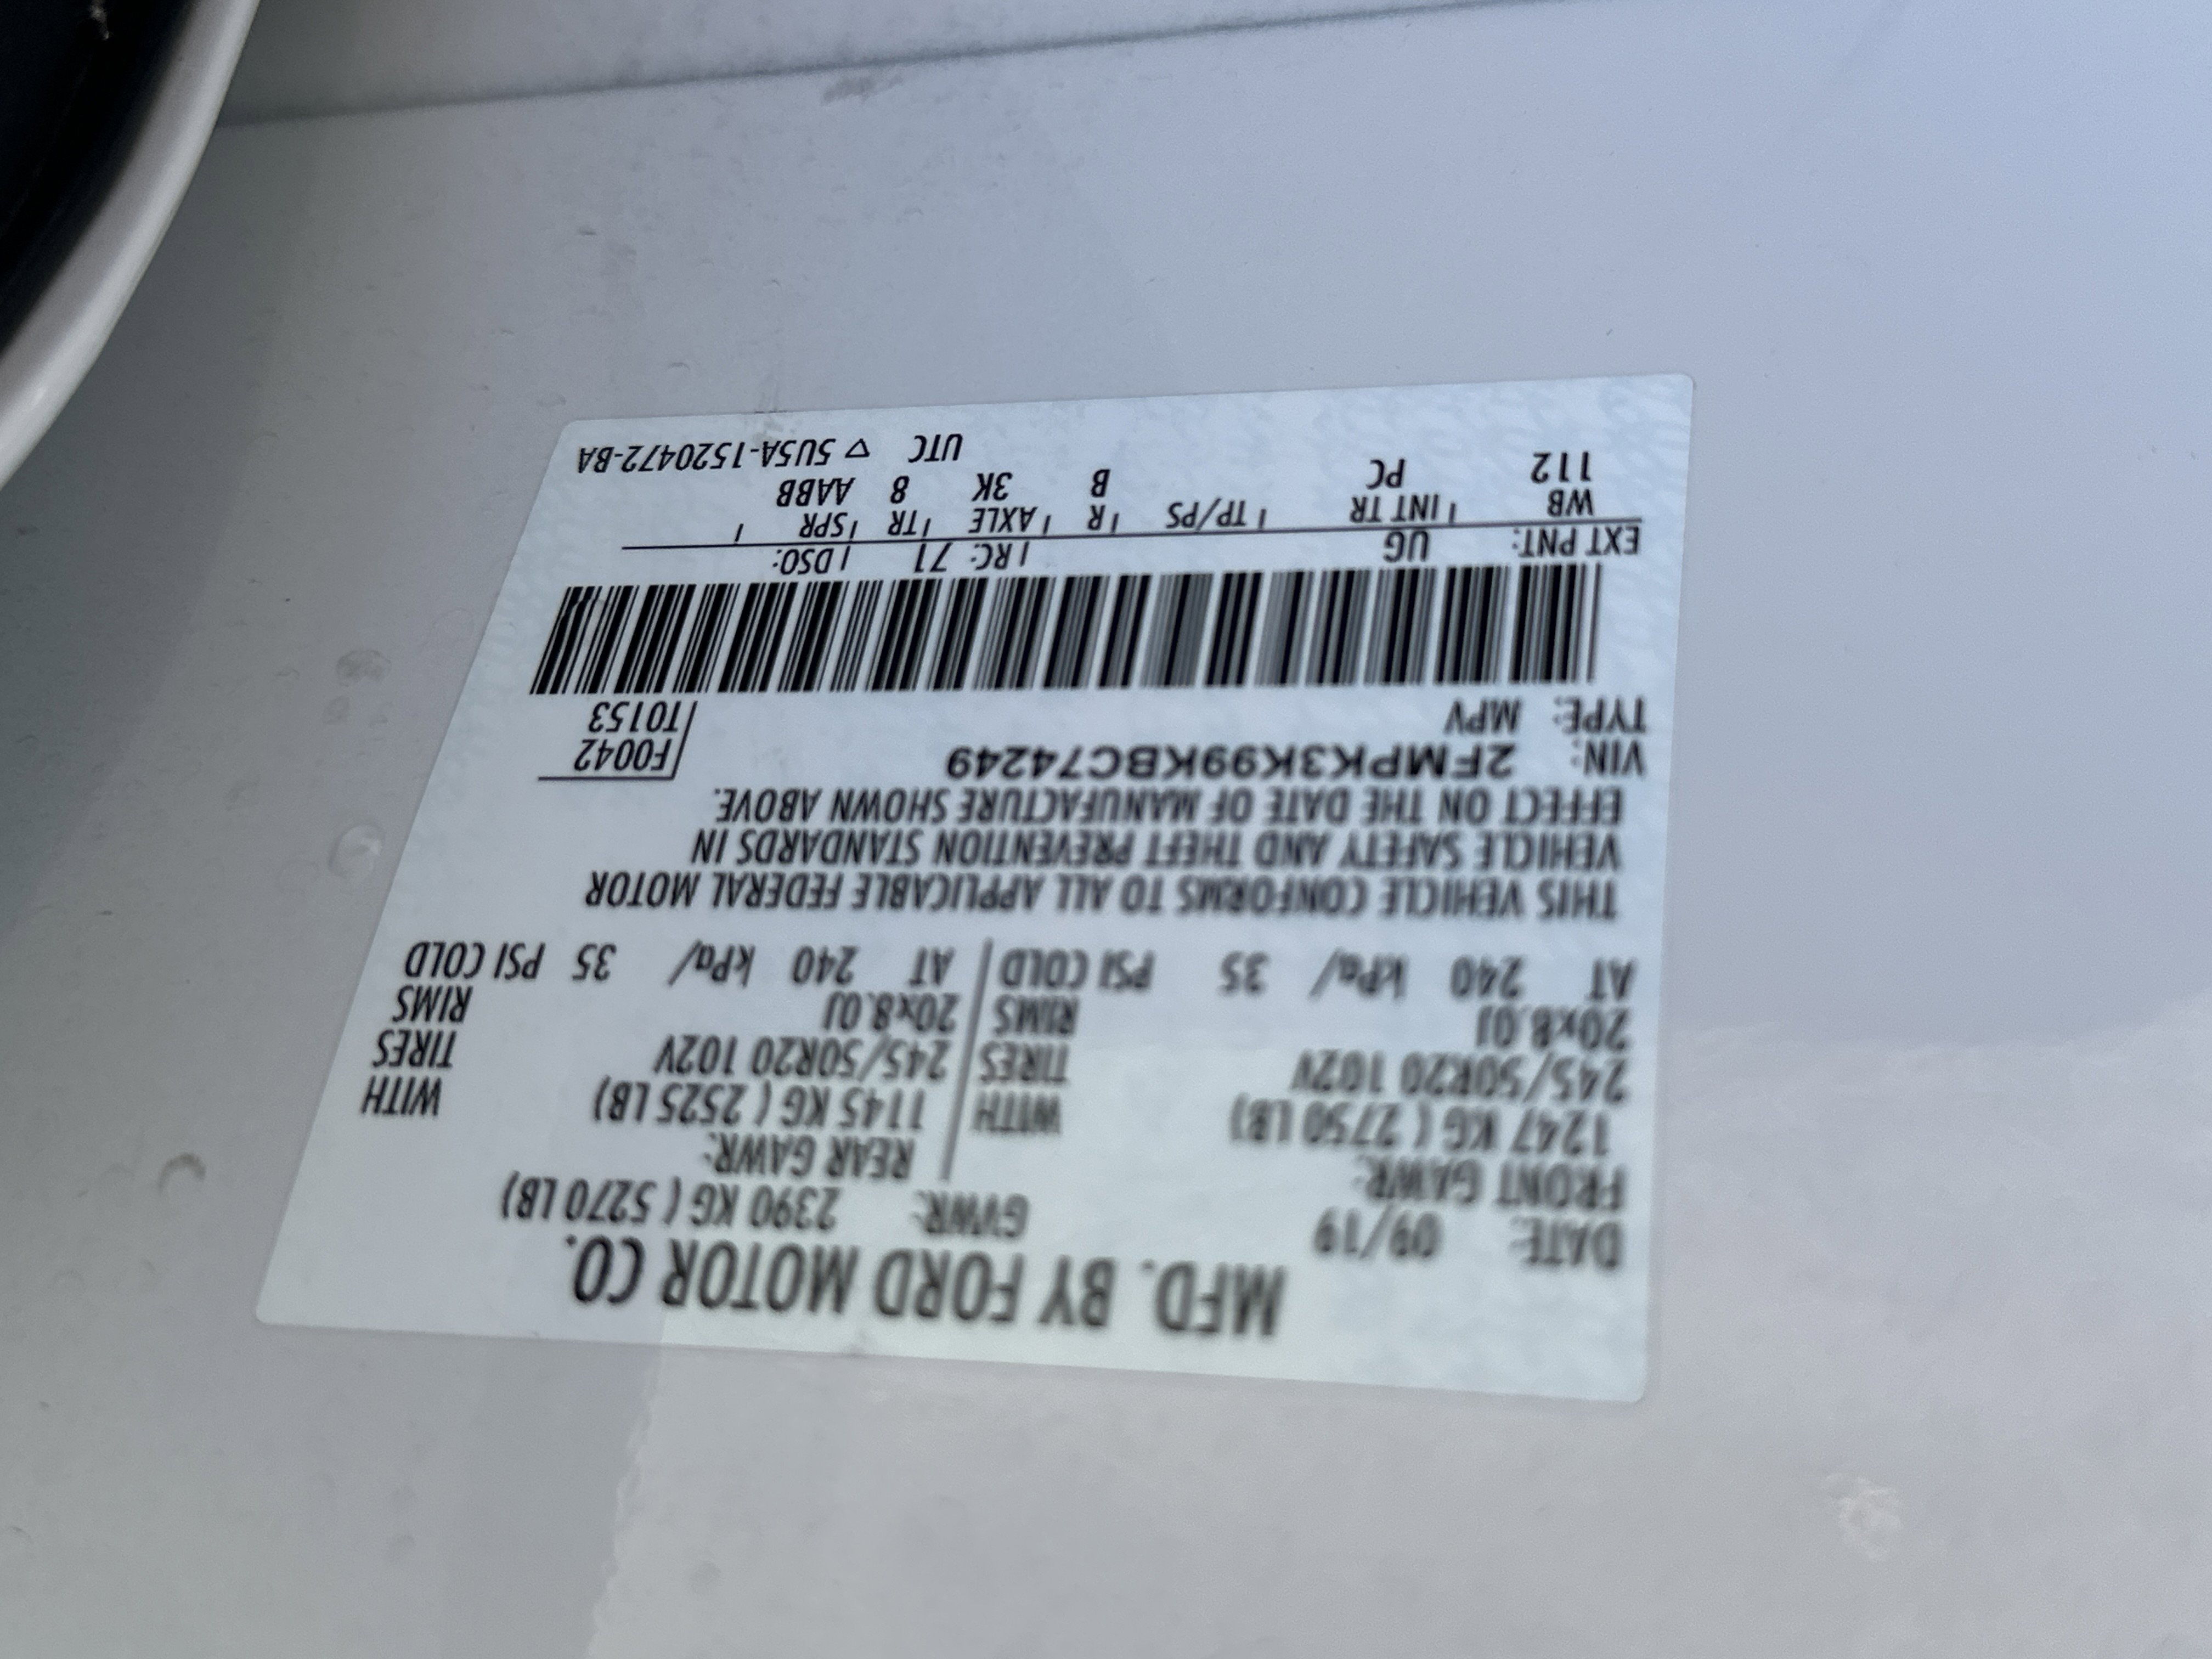 MFD. BY FORD MOTOR CO.
DATE: 09/19 GVWR: 2390 KG ( 5270 LB)
FRONT GAWR: REAR GAWR:
1247 KG ( 2750 LB) WITH 1145 KG ( 2525 LB) WITH
245/50R20 102V TIRES 245/50R20 102V TIRES
20x8.0J RIMS 20x8.0J RIMS
AT 240 kPa/ 35 PSI COLD AT 240 kPa/ 35 PSI COLD
THIS VEHICLE CONFORMS TO ALL APPLICABLE FEDERAL MOTOR
VEHICLE SAFETY AND THEFT PREVENTION STANDARDS IN
EFFECT ON THE DATE OF MANUFACTURE SHOWN ABOVE.
VIN: 2FMPK3K99KBC74249 F0042
TYPE: MPV T0153
EXT PNT: UG RC: 71 DSO:
WB INT TR TP/PS R AXLE TR SPR
112 PC B 3K 8 AABB
UTC ▽ 5U5A-1520472-BA